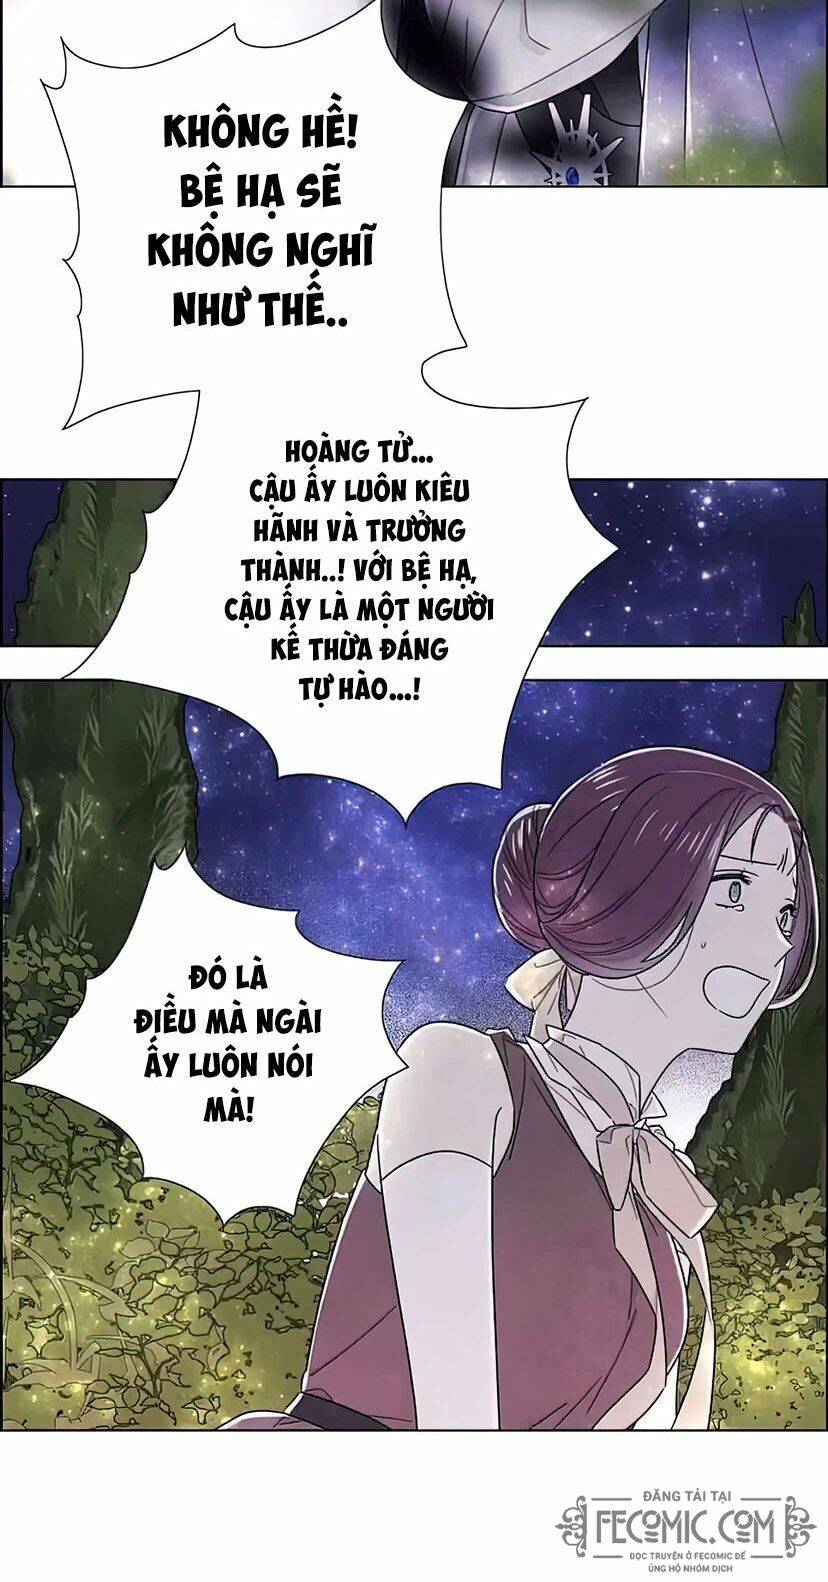 KHÔNG HỀ!
BỆ HẠ SẼ
KHÔNG NGHĨ
NHƯ THẾ..
HOÀNG TỬ...
CẬU ẤY LUÔN KIÊU
HÃNH VÀ TRƯỞNG
THÀNH..! VỚI BỆ HẠ,
CẬU ẤY LÀ MỘT NGƯỜI
KẾ THỪA ĐÁNG
TỰ HÀO...!
ĐÓ LÀ
ĐIỀU MÀ NGÀI
ẤY LUÔN NÓI
MÀ!
ĐĂNG TẢI TẠI
FECOMIC.COM
ĐỌC TRUYỆN Ở FECOMIC ĐỂ
ỦNG HỘ NHÓM DỊCH